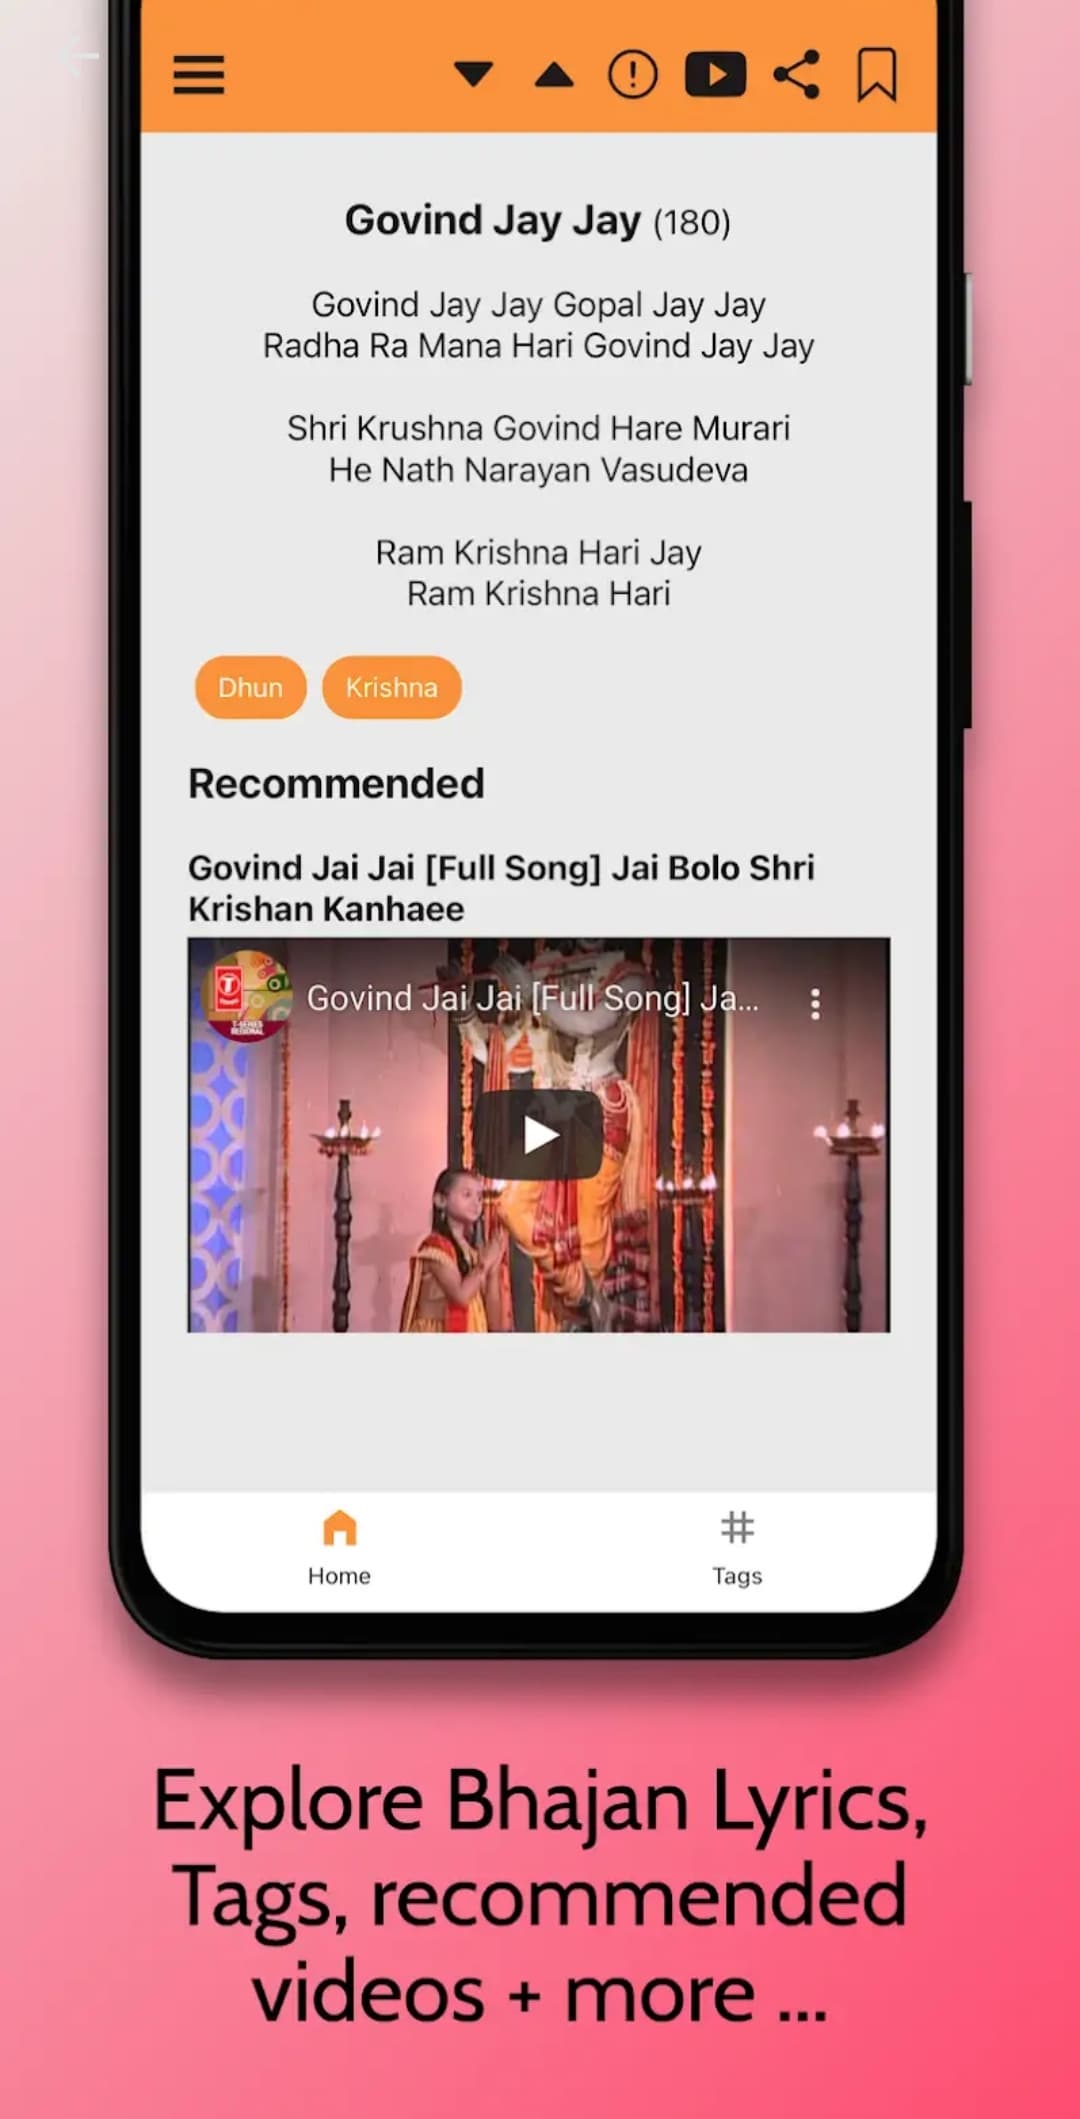 Govind Jay Jay (180)
Govind Jay Jay Gopal Jay Jay
Radha Ra Mana Hari Govind Jay Jay
Shri Krushna Govind Hare Murari
He Nath Narayan Vasudeva
Ram Krishna Hari Jay
Ram Krishna Hari
Dhun Krishna
Recommended
Govind Jai Jai [Full Song] Jai Bolo Shri
Krishan Kanhaee
Govind Jai Jai [Full Song] Ja...
T-SERIES
REGIONAL
Home Tags
Explore Bhajan Lyrics,
Tags, recommended
videos + more ...